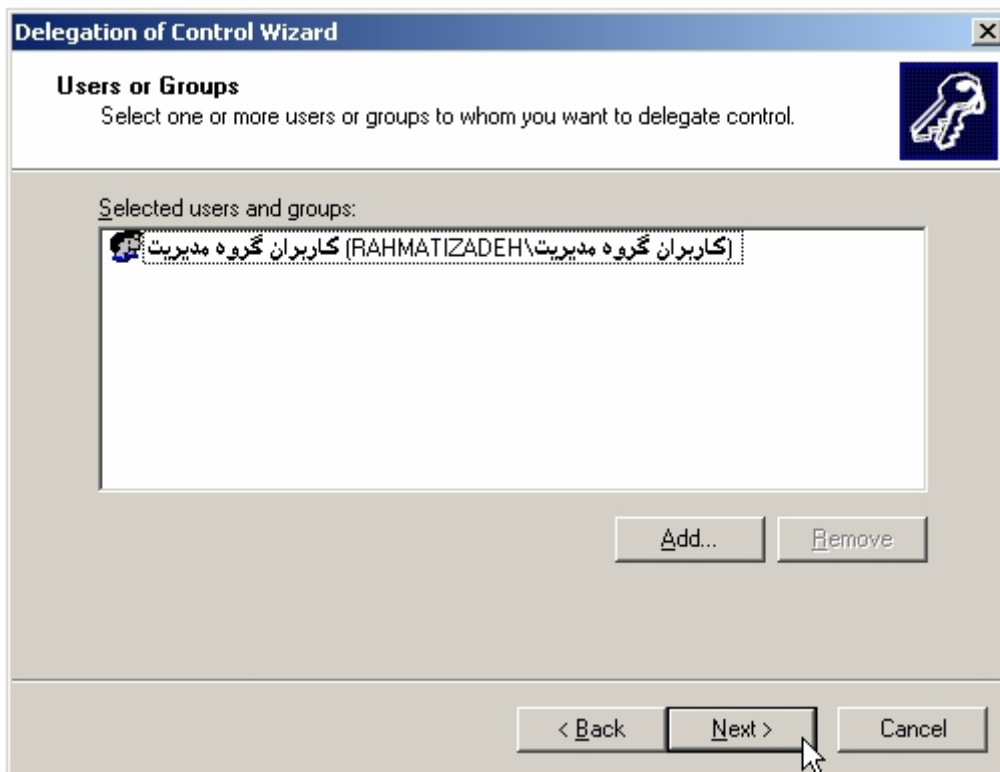 Delegation of Control Wizard
Users or Groups
Select one or more users or groups to whom you want to delegate control.
Selected users and groups:
کاربران گروه مدیریت (RAHMATIZADEH\کاربران گروه مدیریت)
Add...
Remove
< Back
Next >
Cancel